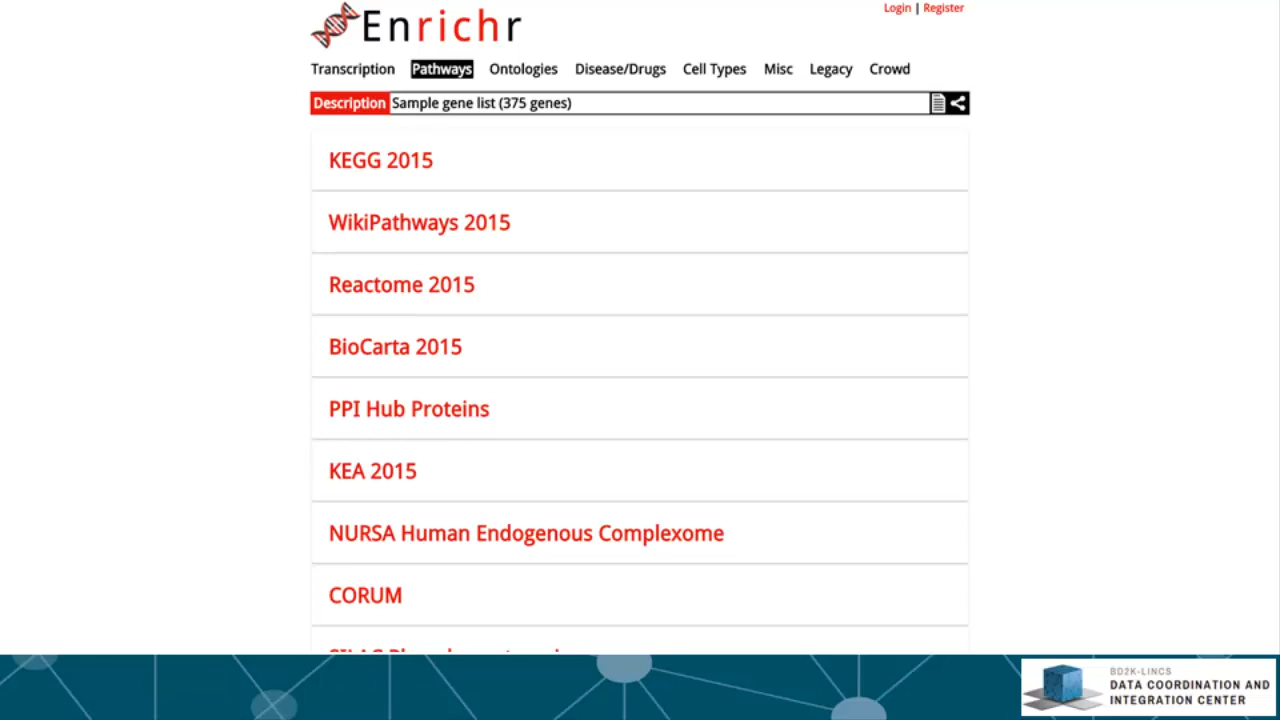 Login | Register
Enrichr
Transcription Pathways Ontologies Disease/Drugs Cell Types Misc Legacy Crowd
Description Sample gene list (375 genes)
KEGG 2015
WikiPathways 2015
Reactome 2015
BioCarta 2015
PPI Hub Proteins
KEA 2015
NURSA Human Endogenous Complexome
CORUM
BD2K-LINCS
DATA COORDINATION AND
INTEGRATION CENTER